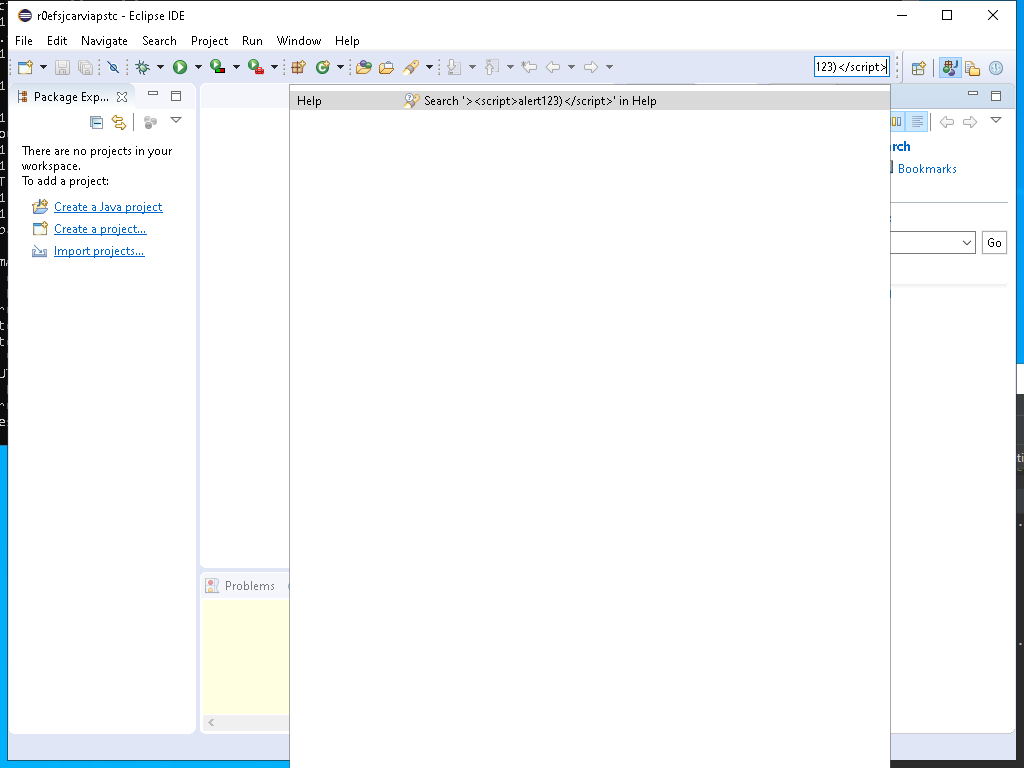 r0efsjcarviapstc - Eclipse IDE
File Edit Navigate Search Project Run Window Help
123)</script>
Package Exp...
Help Search '><script>alert123)</script>' in Help
There are no projects in your
workspace.
To add a project:
Create a Java project
Create a project...
Import projects...
rch
Bookmarks
Go
Problems